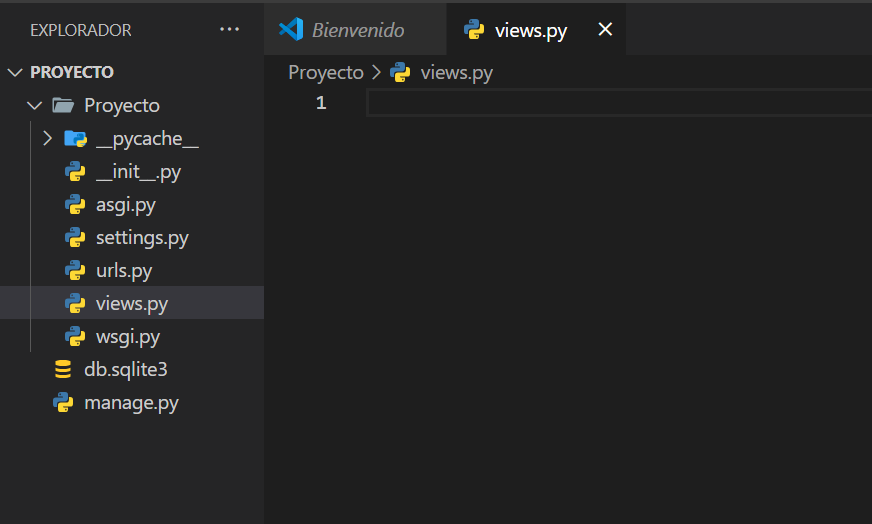 EXPLORADOR ···
PROYECTO
Proyecto
__pycache__
__init__.py
asgi.py
settings.py
urls.py
views.py
wsgi.py
db.sqlite3
manage.py
Bienvenido
views.py
Proyecto > views.py
1